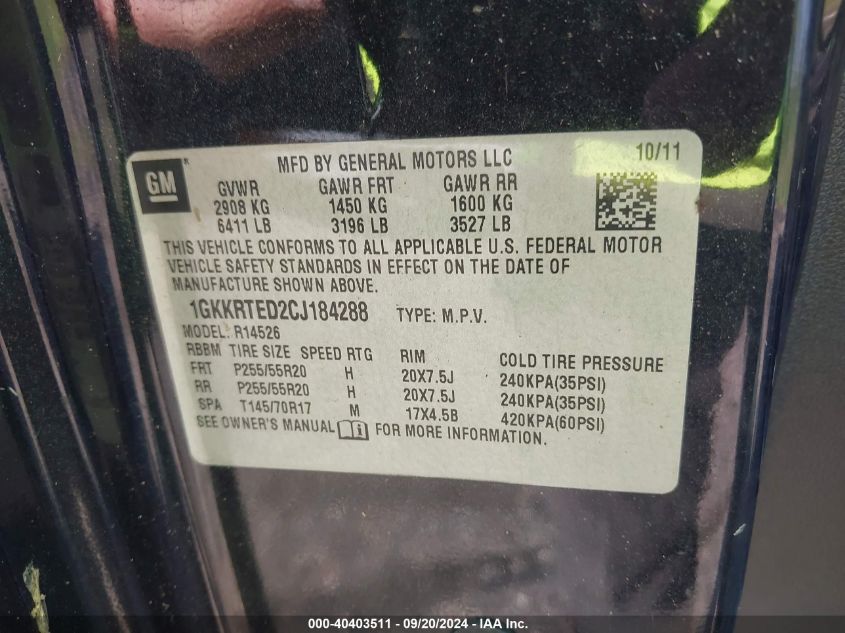 MFD BY GENERAL MOTORS LLC 10/11
GM
GVWR GAWR FRT GAWR RR
2908 KG 1450 KG 1600 KG
6411 LB 3196 LB 3527 LB
THIS VEHICLE CONFORMS TO ALL APPLICABLE U.S. FEDERAL MOTOR
VEHICLE SAFETY STANDARDS IN EFFECT ON THE DATE OF
MANUFACTURE SHOWN ABOVE.
1GKKRTED2CJ184288 TYPE: M.P.V.
MODEL: R14526
RBBM TIRE SIZE SPEED RTG RIM COLD TIRE PRESSURE
FRT P255/55R20 H 20X7.5J 240KPA(35PSI)
RR P255/55R20 H 20X7.5J 240KPA(35PSI)
SPA T145/70R17 M 17X4.5B 420KPA(60PSI)
SEE OWNER'S MANUAL i FOR MORE INFORMATION.
000-40403511 - 09/20/2024 - IAA Inc.